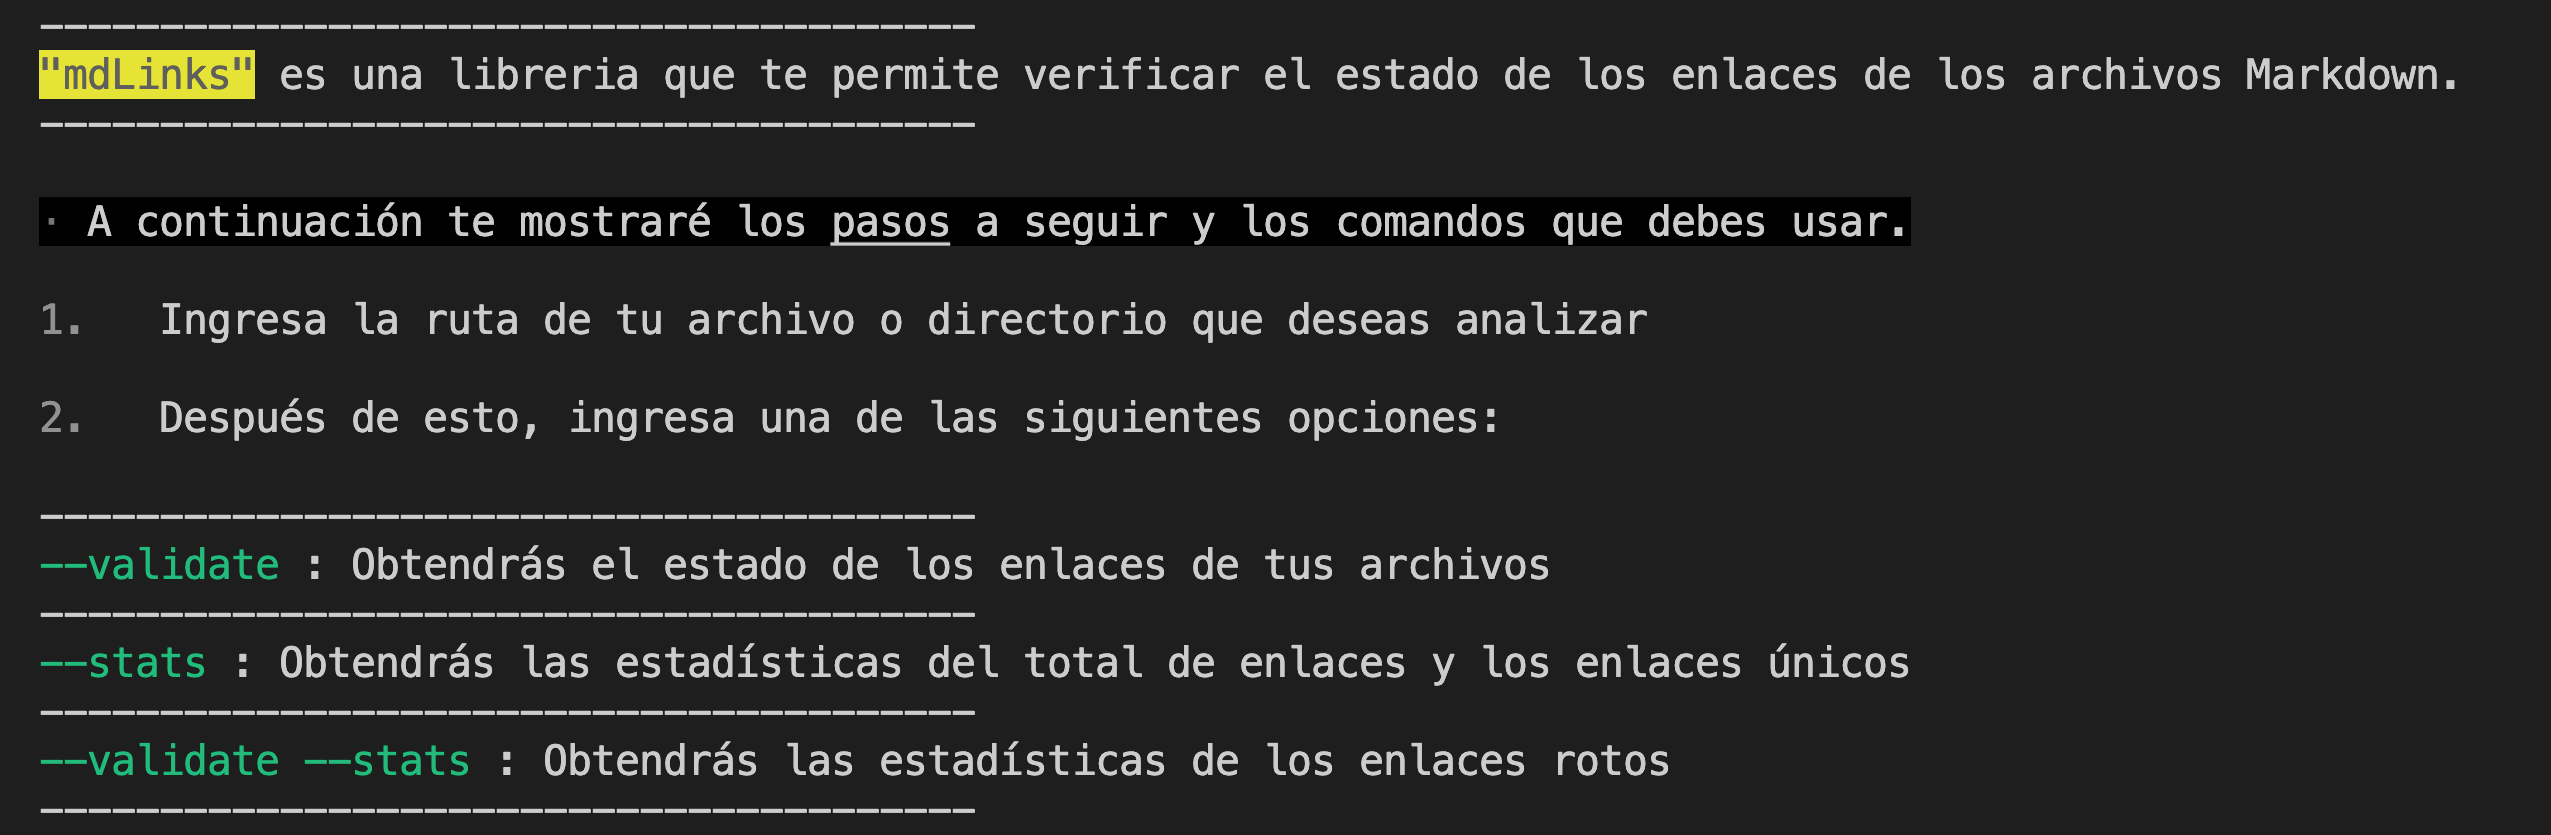 ---------------------------------------
"mdLinks" es una libreria que te permite verificar el estado de los enlaces de los archivos Markdown.
---------------------------------------
· A continuación te mostraré los pasos a seguir y los comandos que debes usar.
1. Ingresa la ruta de tu archivo o directorio que deseas analizar
2. Después de esto, ingresa una de las siguientes opciones:
---------------------------------------
--validate : Obtendrás el estado de los enlaces de tus archivos
---------------------------------------
--stats : Obtendrás las estadísticas del total de enlaces y los enlaces únicos
---------------------------------------
--validate --stats : Obtendrás las estadísticas de los enlaces rotos
---------------------------------------